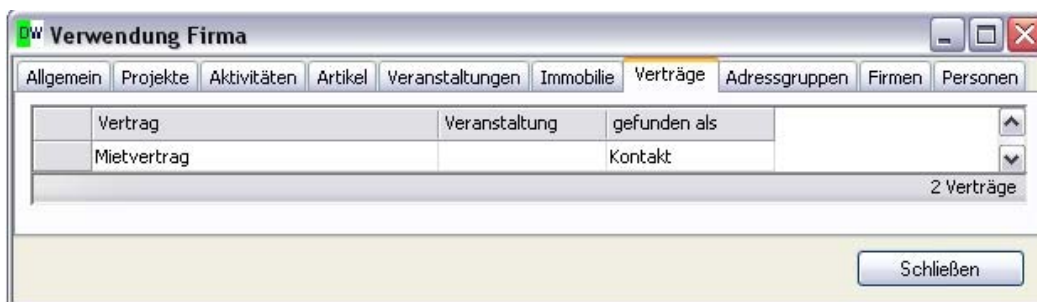 DW Verwendung Firma
Allgemein Projekte Aktivitäten Artikel Veranstaltungen Immobilie Verträge Adressgruppen Firmen Personen
Vertrag Veranstaltung gefunden als
Mietvertrag Kontakt
2 Verträge
Schließen